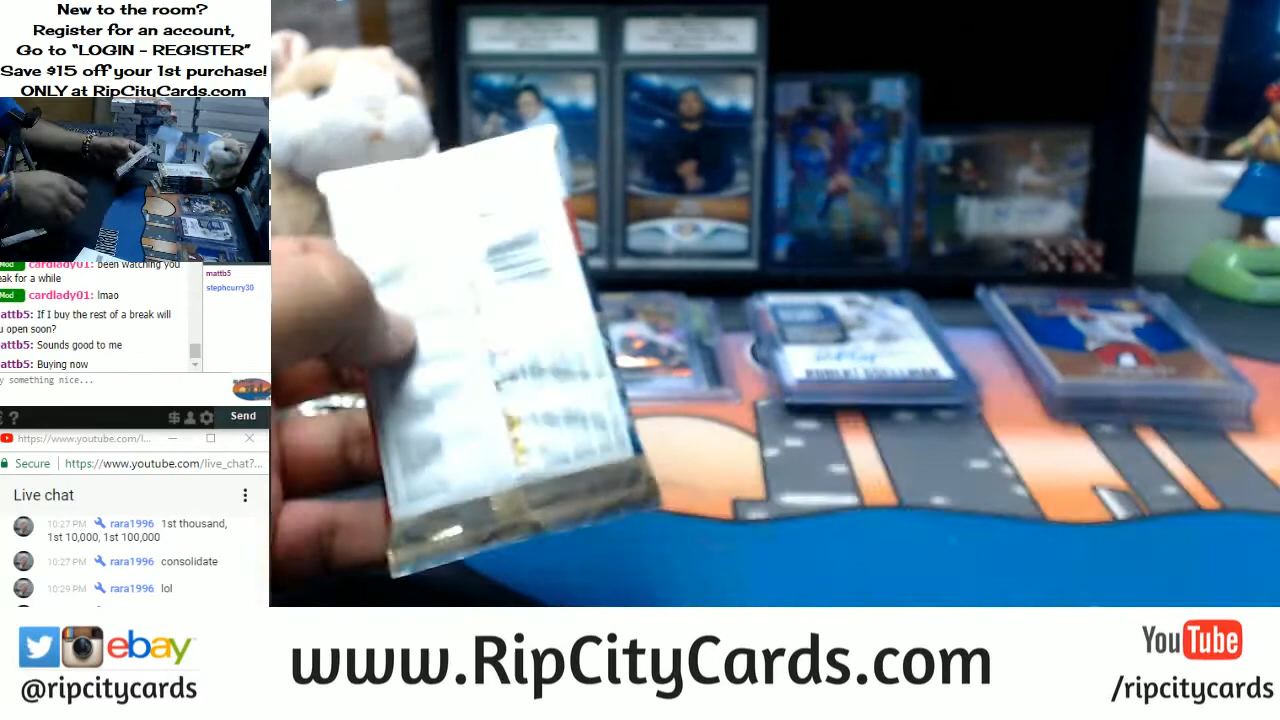 New to the room?
Register for an account,
Go to “LOGIN - REGISTER”
Save $15 off your 1st purchase!
ONLY at RipCityCards.com
Mod cardlady01: been watching you
eak for a while
Mod cardlady01: lmao
attb5: If I buy the rest of a break will
u open soon?
attb5: Sounds good to me
attb5: Buying now
mattb5
stephcurry30
y something nice...
Send
https://www.youtube.com/l...
Secure https://www.youtube.com/live_chat?...
Live chat
10:27 PM rara1996 1st thousand,
1st 10,000, 1st 100,000
10:27 PM rara1996 consolidate
10:29 PM rara1996 lol
ebay
@ripcitycards
www.RipCityCards.com
YouTube
/ripcitycards